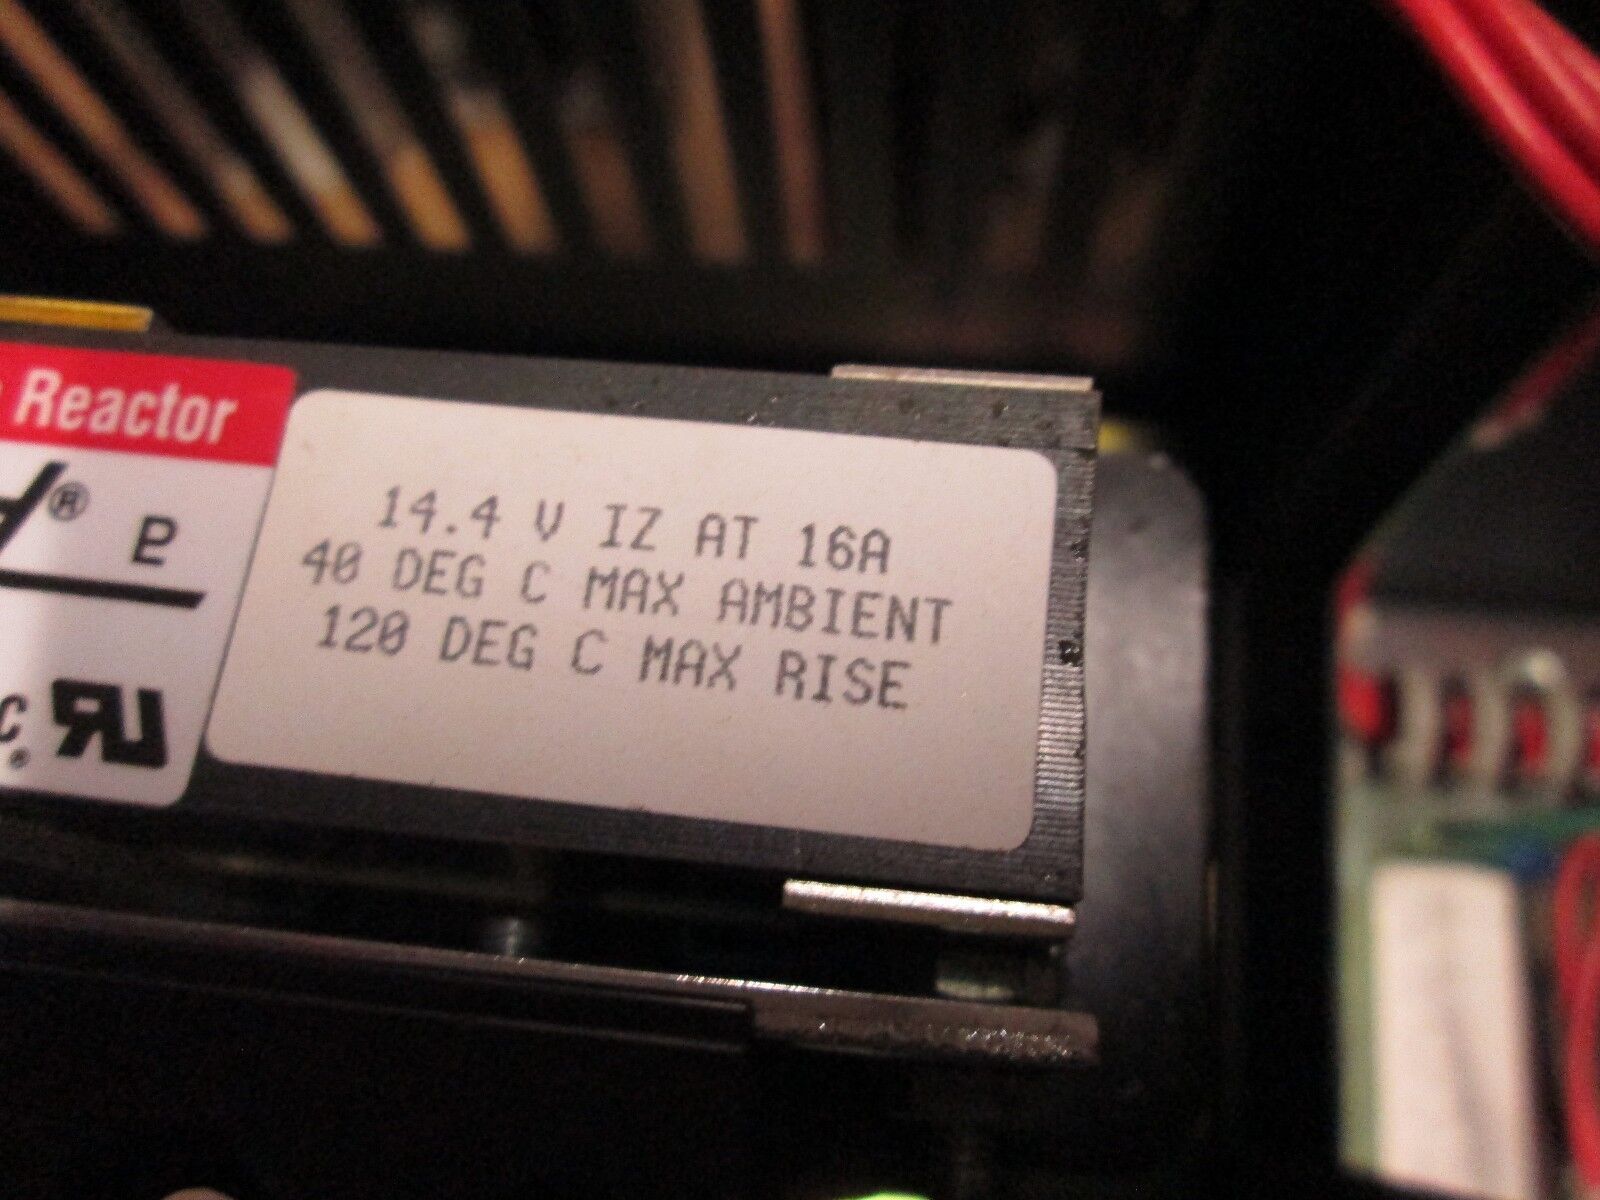 Reactor
®
14.4 V IZ AT 16A
40 DEG C MAX AMBIENT
120 DEG C MAX RISE
C
®